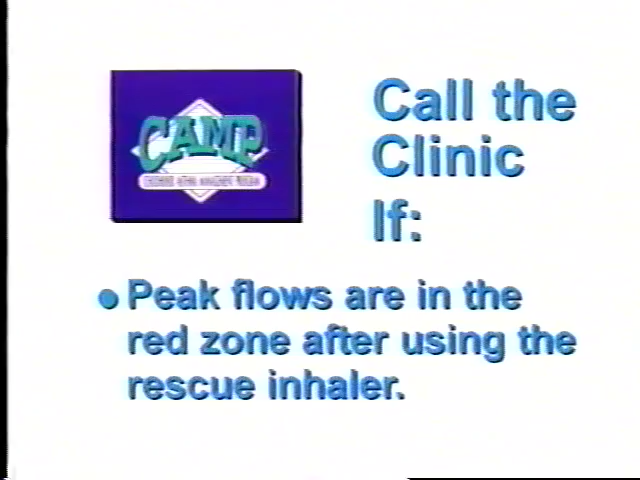 CAMP
Call the
Clinic
If:
● Peak flows are in the
red zone after using the
rescue inhaler.